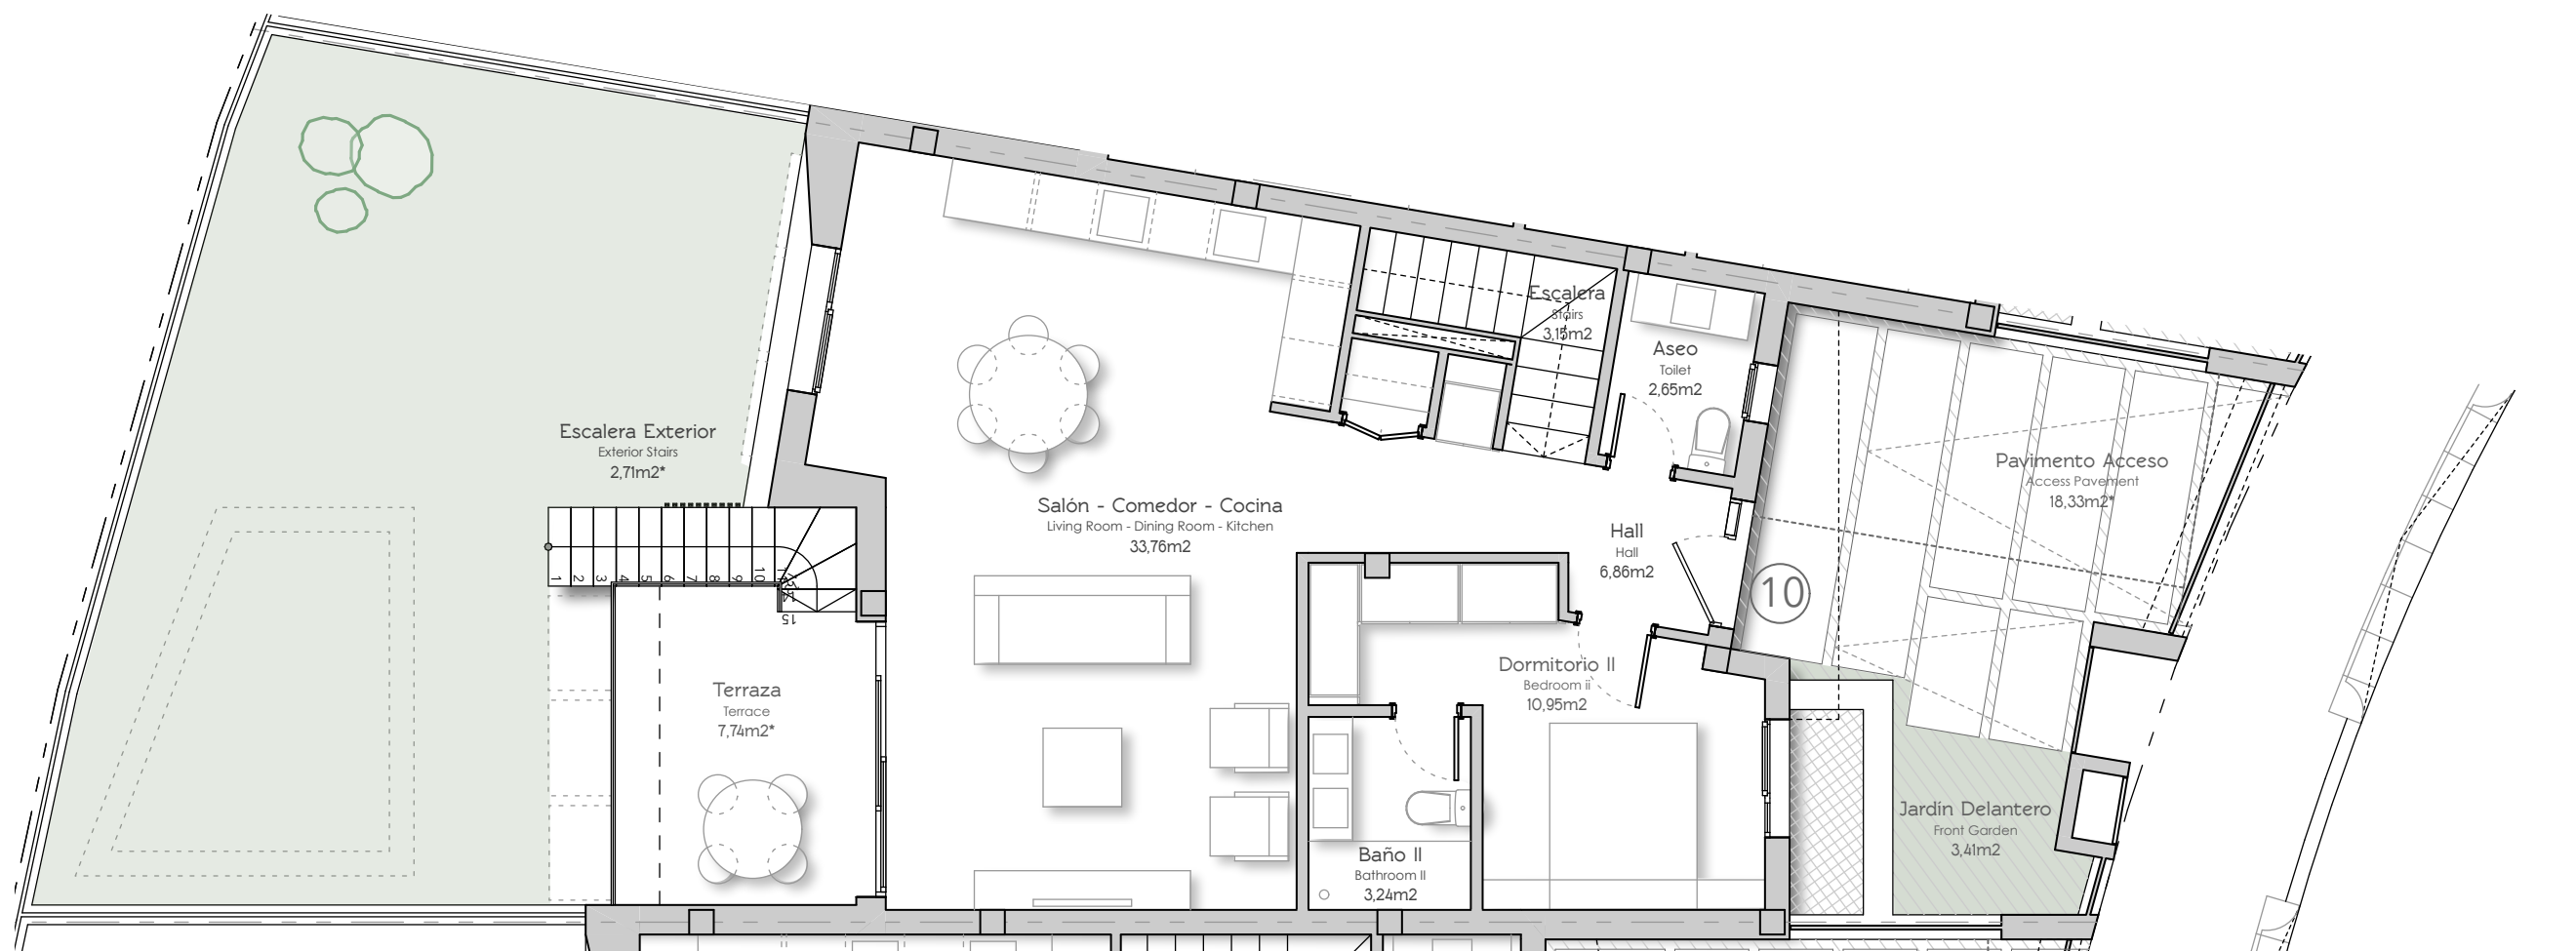 Escalera
Stairs
3,15m2
Aseo
Toilet
2,65m2
Escalera Exterior
Exterior Stairs
2,71m2*
Pavimento Acceso
Access Pavement
18,33m2*
Salón - Comedor - Cocina
Living Room - Dining Room - Kitchen
33,76m2
Hall
Hall
6,86m2
10
1 2 3 4 5 6 7 8 9 10
15
Dormitorio II
Bedroom ii
10,95m2
Terraza
Terrace
7,74m2*
Jardín Delantero
Front Garden
3,41m2
Baño II
Bathroom II
3,24m2